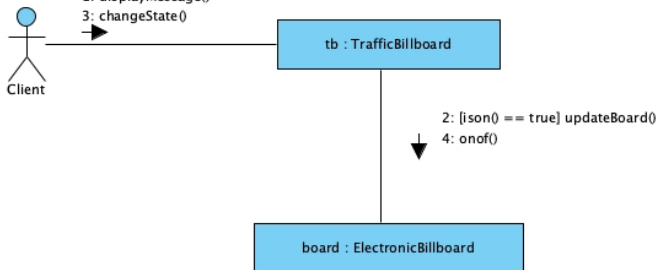 3: changeState()
tb : TrafficBillboard
Client
2: [ison() == true] updateBoard()
4: onof()
board : ElectronicBillboard